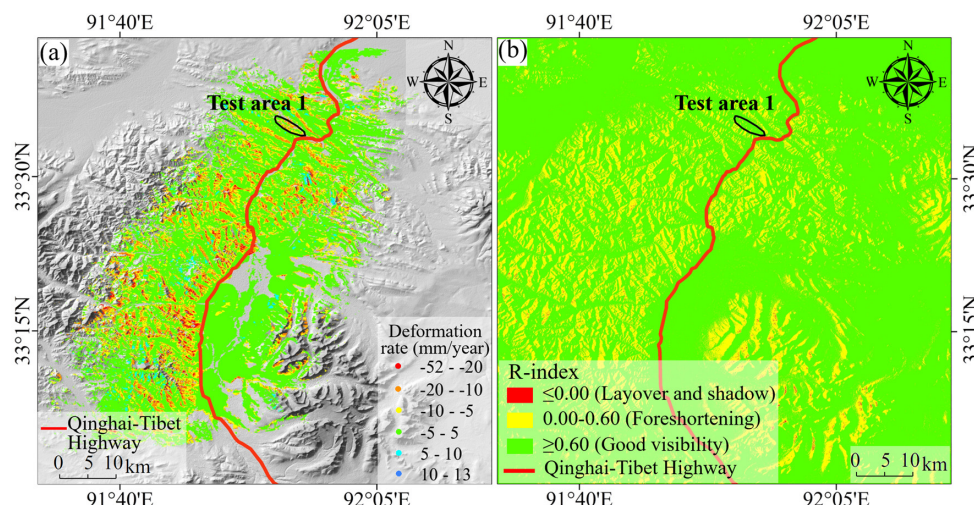 91°40'E
92°05'E
91°40'E
92°05'E
(a)
N
W
E
S
Test area 1
33°30'N
33°15'N
Deformation
rate (mm/year)
-52 - -20
-20 - -10
-10 - -5
-5 - 5
5 - 10
10 - 13
Qinghai-Tibet
Highway
0 5 10 km
91°40'E
92°05'E
(b)
N
W
E
S
Test area 1
33°30'N
33°15'N
R-index
≤0.00 (Layover and shadow)
0.00-0.60 (Foreshortening)
≥0.60 (Good visibility)
Qinghai-Tibet Highway
0 5 10 km
91°40'E
92°05'E